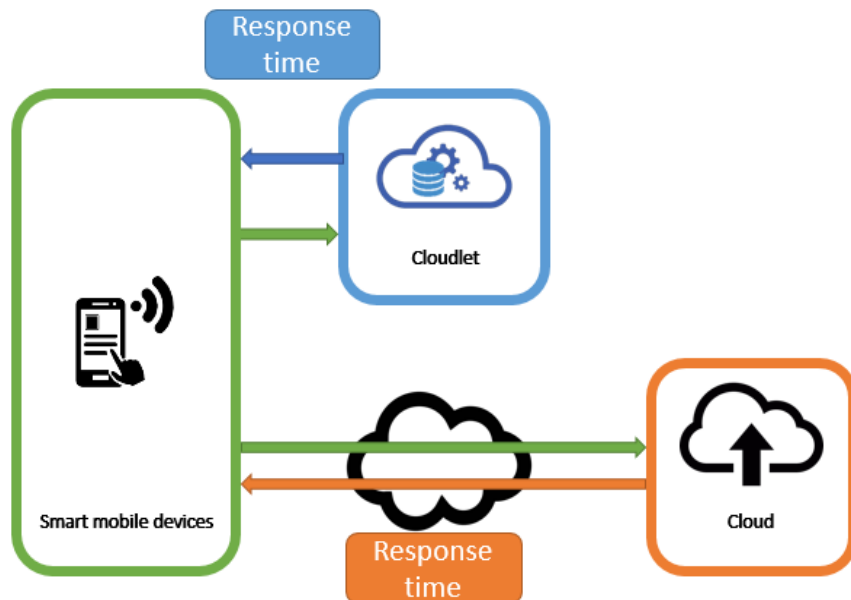 Response
time
Cloudlet
Smart mobile devices
Cloud
Response
time